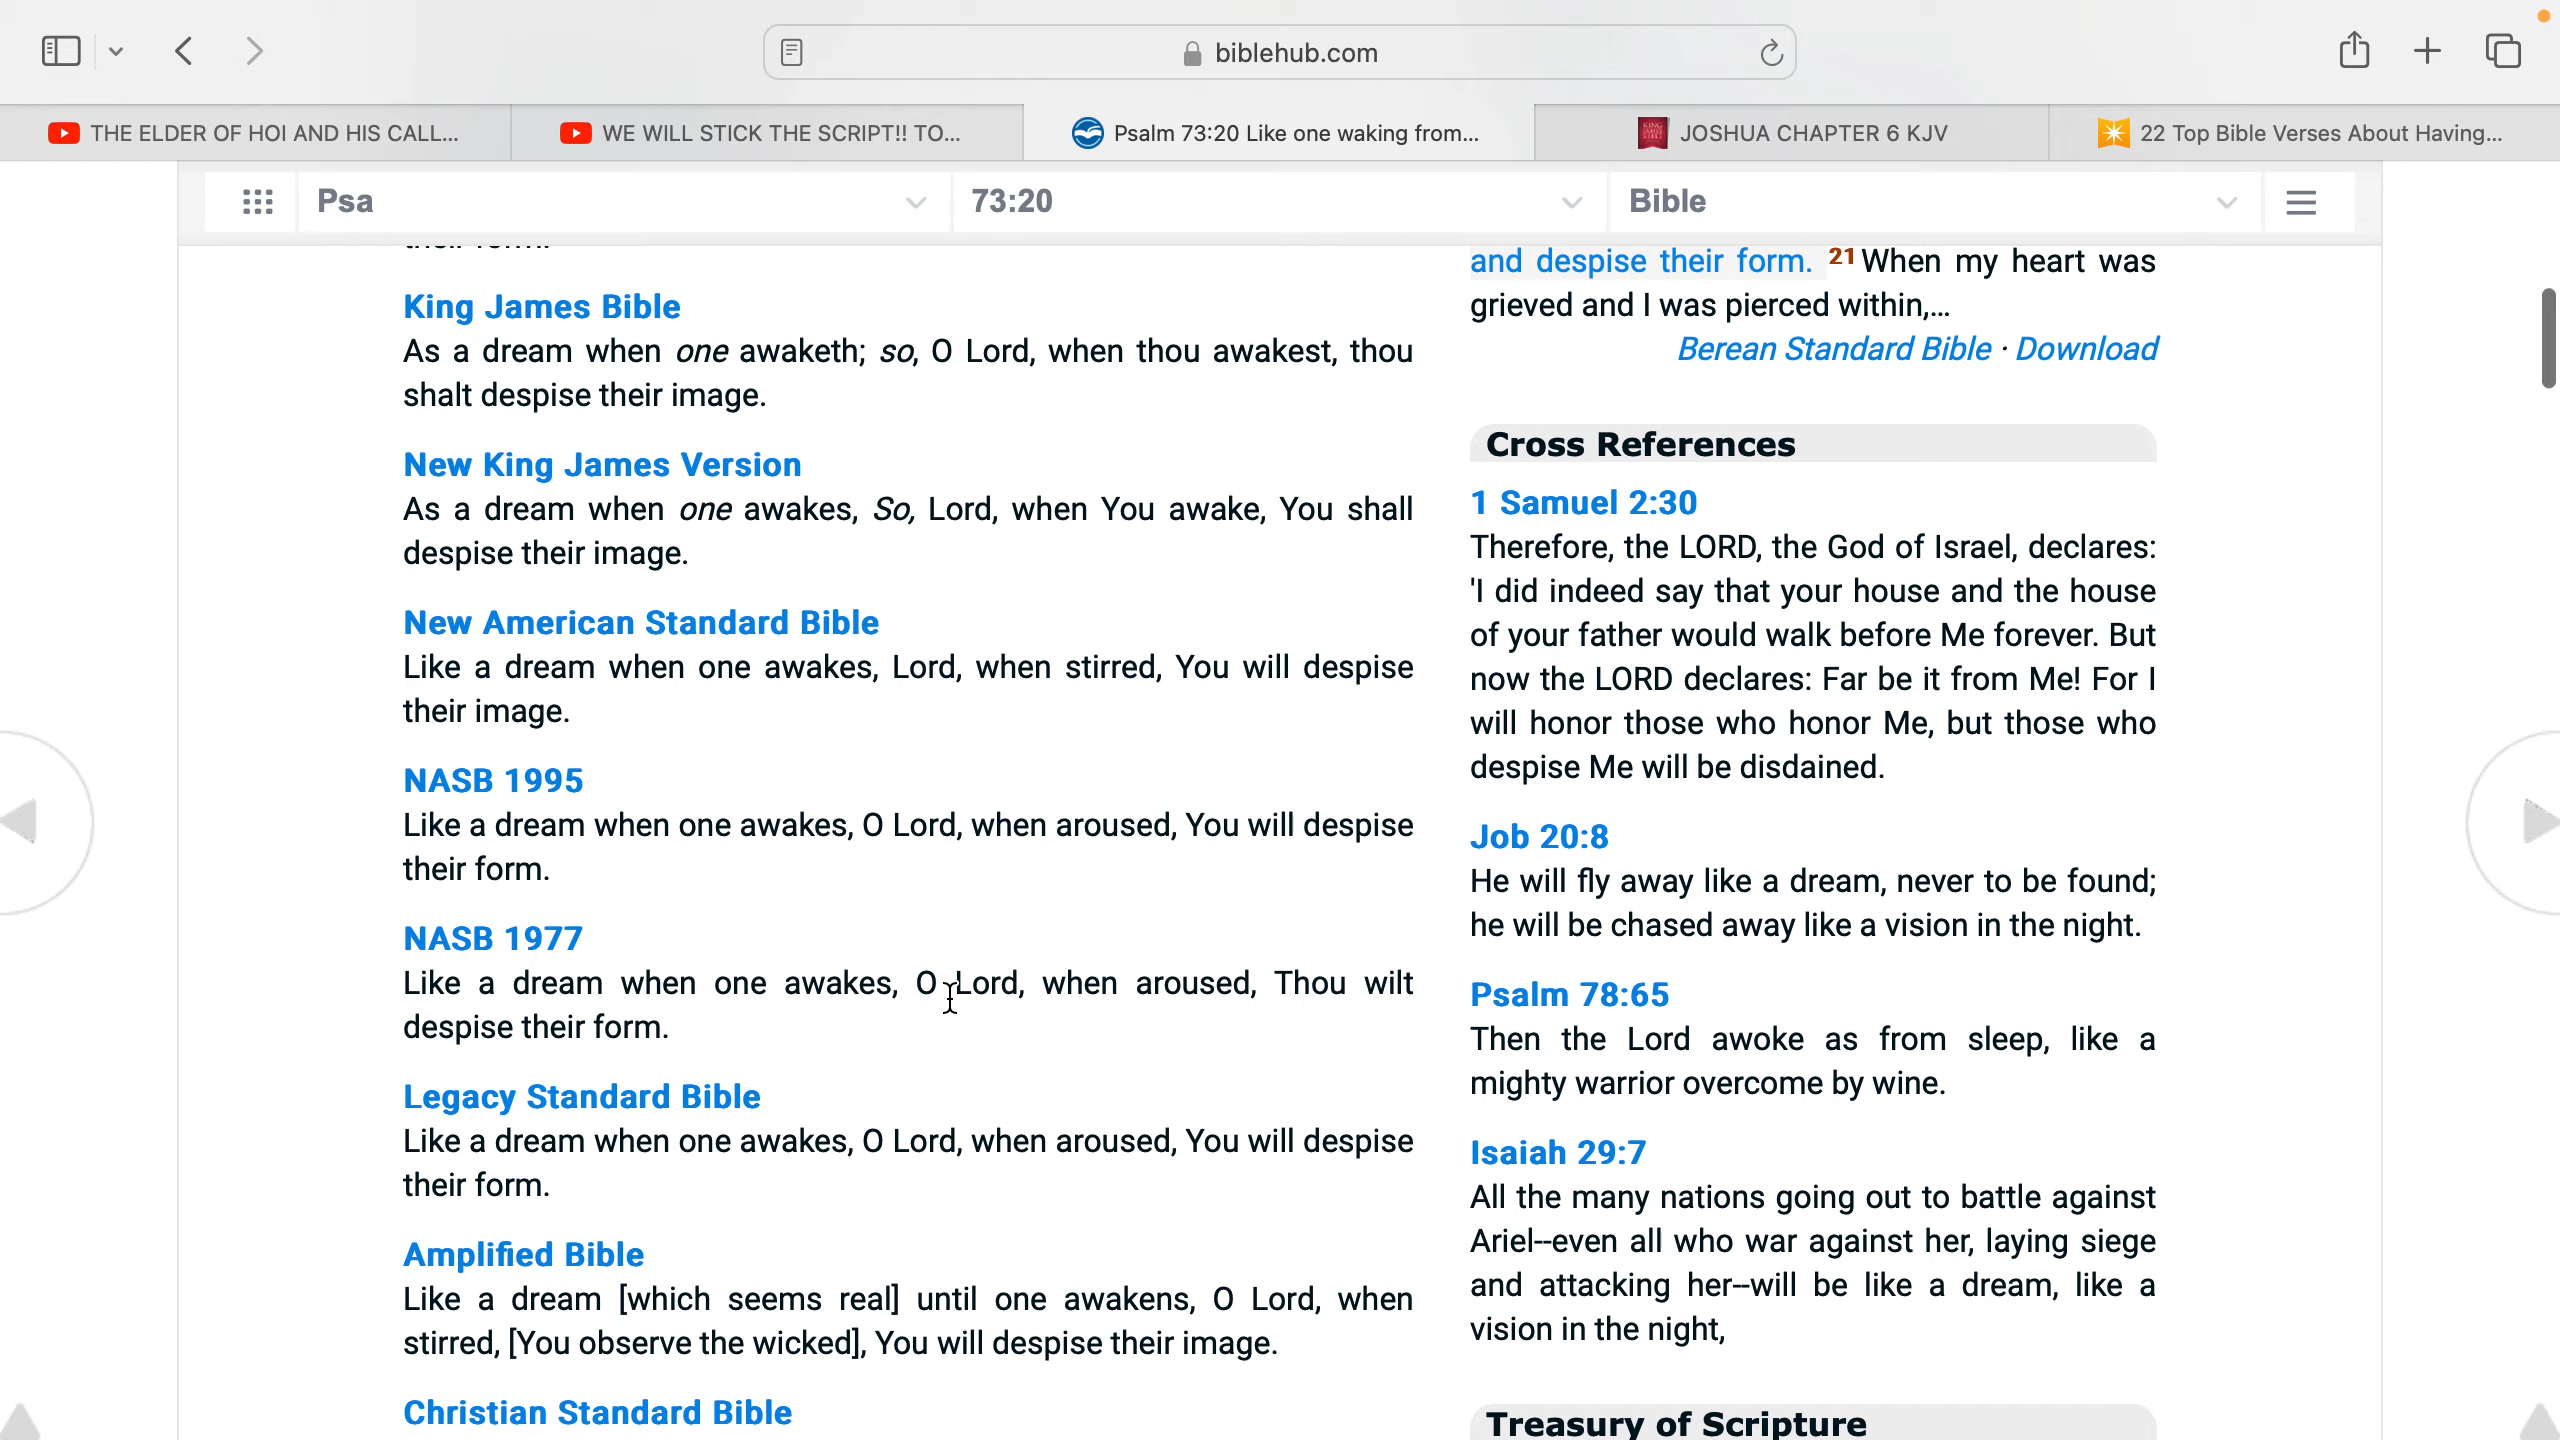 biblehub.com
THE ELDER OF HOI AND HIS CALL...
WE WILL STICK THE SCRIPT!! TO...
Psalm 73:20 Like one waking from...
JOSHUA CHAPTER 6 KJV
22 Top Bible Verses About Having...
Psa
73:20
Bible
King James Bible
As a dream when one awaketh; so, O Lord, when thou awakest, thou
shalt despise their image.
New King James Version
As a dream when one awakes, So, Lord, when You awake, You shall
despise their image.
New American Standard Bible
Like a dream when one awakes, Lord, when stirred, You will despise
their image.
NASB 1995
Like a dream when one awakes, O Lord, when aroused, You will despise
their form.
NASB 1977
Like a dream when one awakes, O Lord, when aroused, Thou wilt
despise their form.
Legacy Standard Bible
Like a dream when one awakes, O Lord, when aroused, You will despise
their form.
Amplified Bible
Like a dream [which seems real] until one awakens, O Lord, when
stirred, [You observe the wicked], You will despise their image.
Christian Standard Bible
and despise their form. 21 When my heart was
grieved and I was pierced within,...
Berean Standard Bible · Download
Cross References
1 Samuel 2:30
Therefore, the LORD, the God of Israel, declares:
'I did indeed say that your house and the house
of your father would walk before Me forever. But
now the LORD declares: Far be it from Me! For I
will honor those who honor Me, but those who
despise Me will be disdained.
Job 20:8
He will fly away like a dream, never to be found;
he will be chased away like a vision in the night.
Psalm 78:65
Then the Lord awoke as from sleep, like a
mighty warrior overcome by wine.
Isaiah 29:7
All the many nations going out to battle against
Ariel--even all who war against her, laying siege
and attacking her--will be like a dream, like a
vision in the night,
Treasury of Scripture